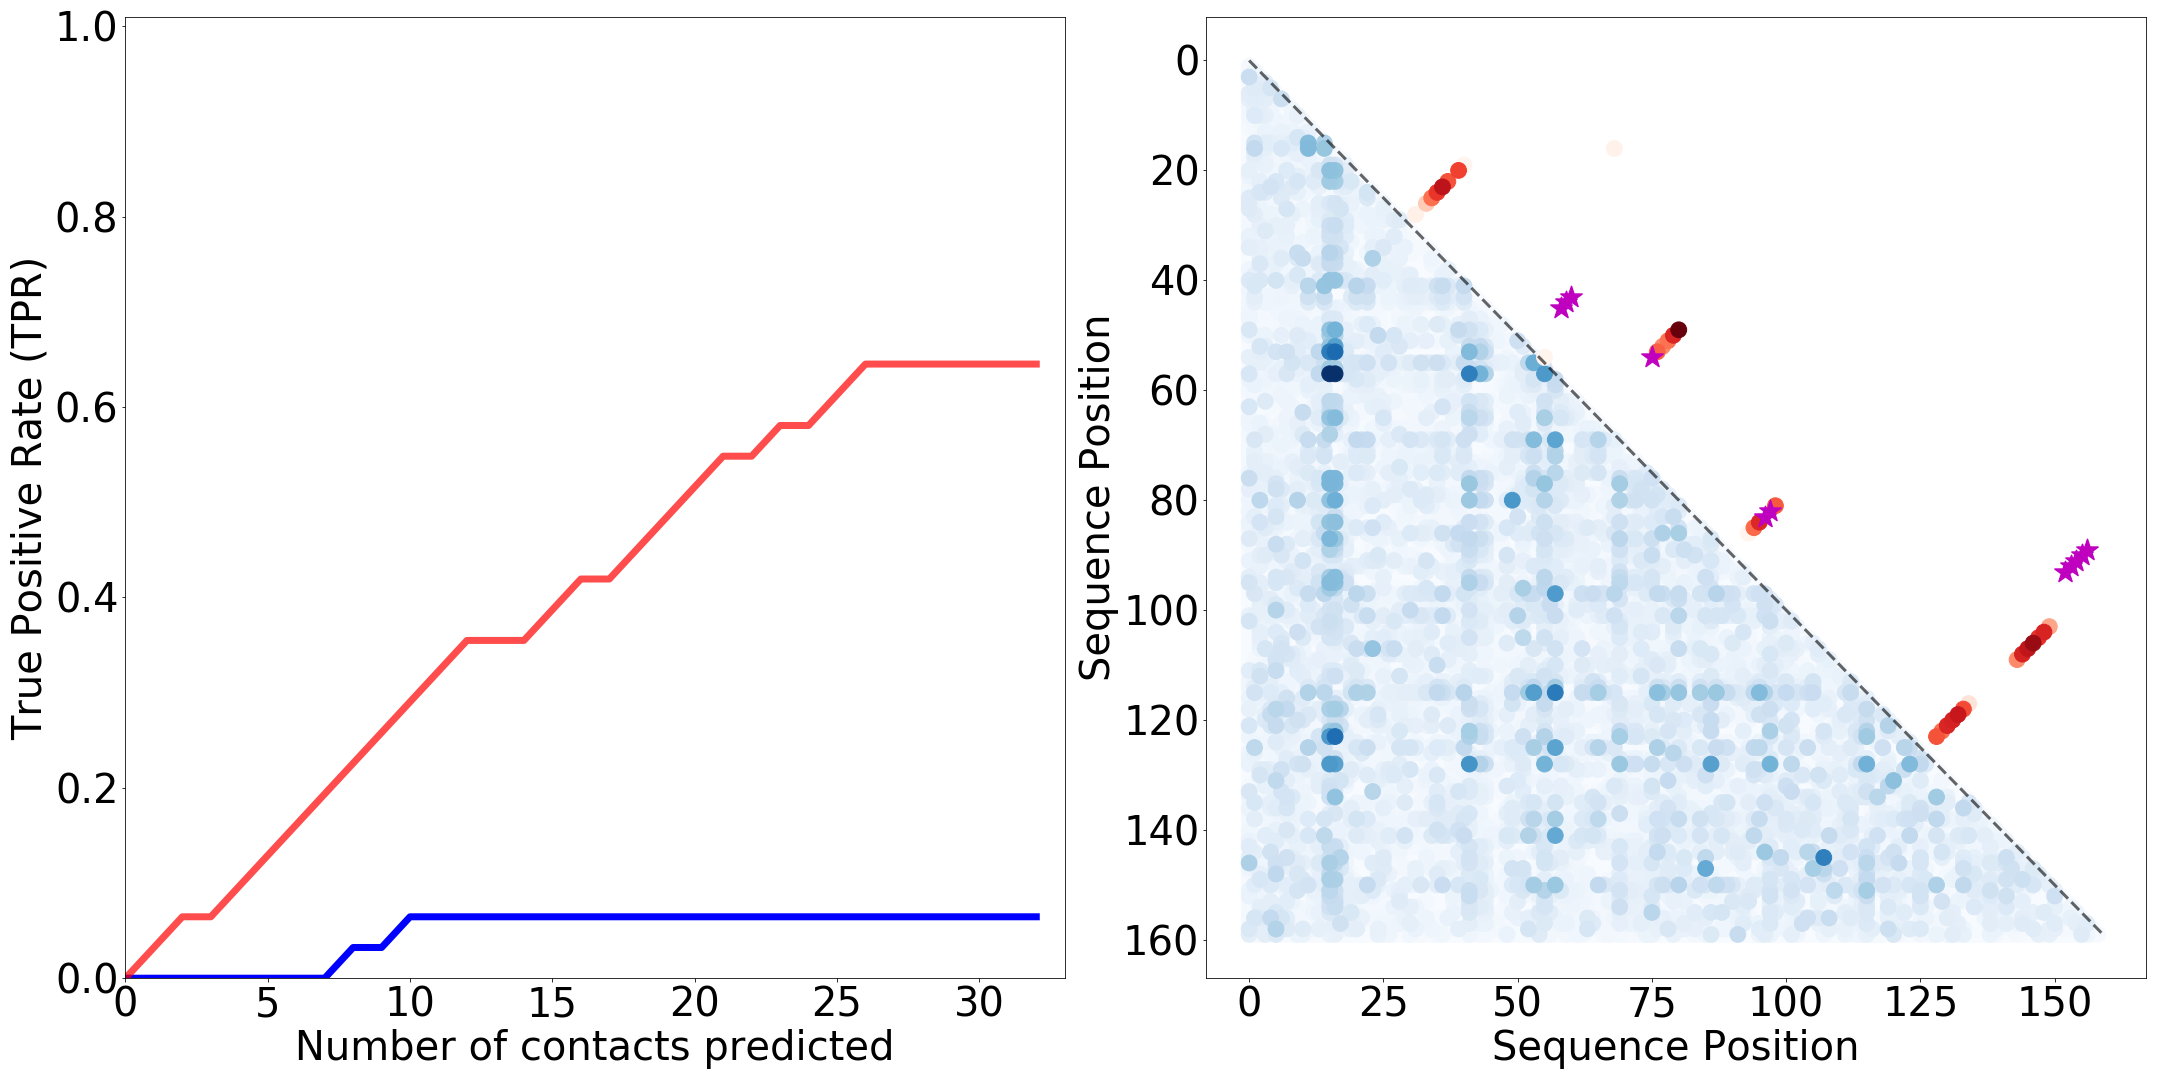 True Positive Rate (TPR)
1.0
0.8
0.6
0.4
0.2
0.0
0 5 10 15 20 25 30
Number of contacts predicted
Sequence Position
0
20
40
60
80
100
120
140
160
0 25 50 75 100 125 150
Sequence Position